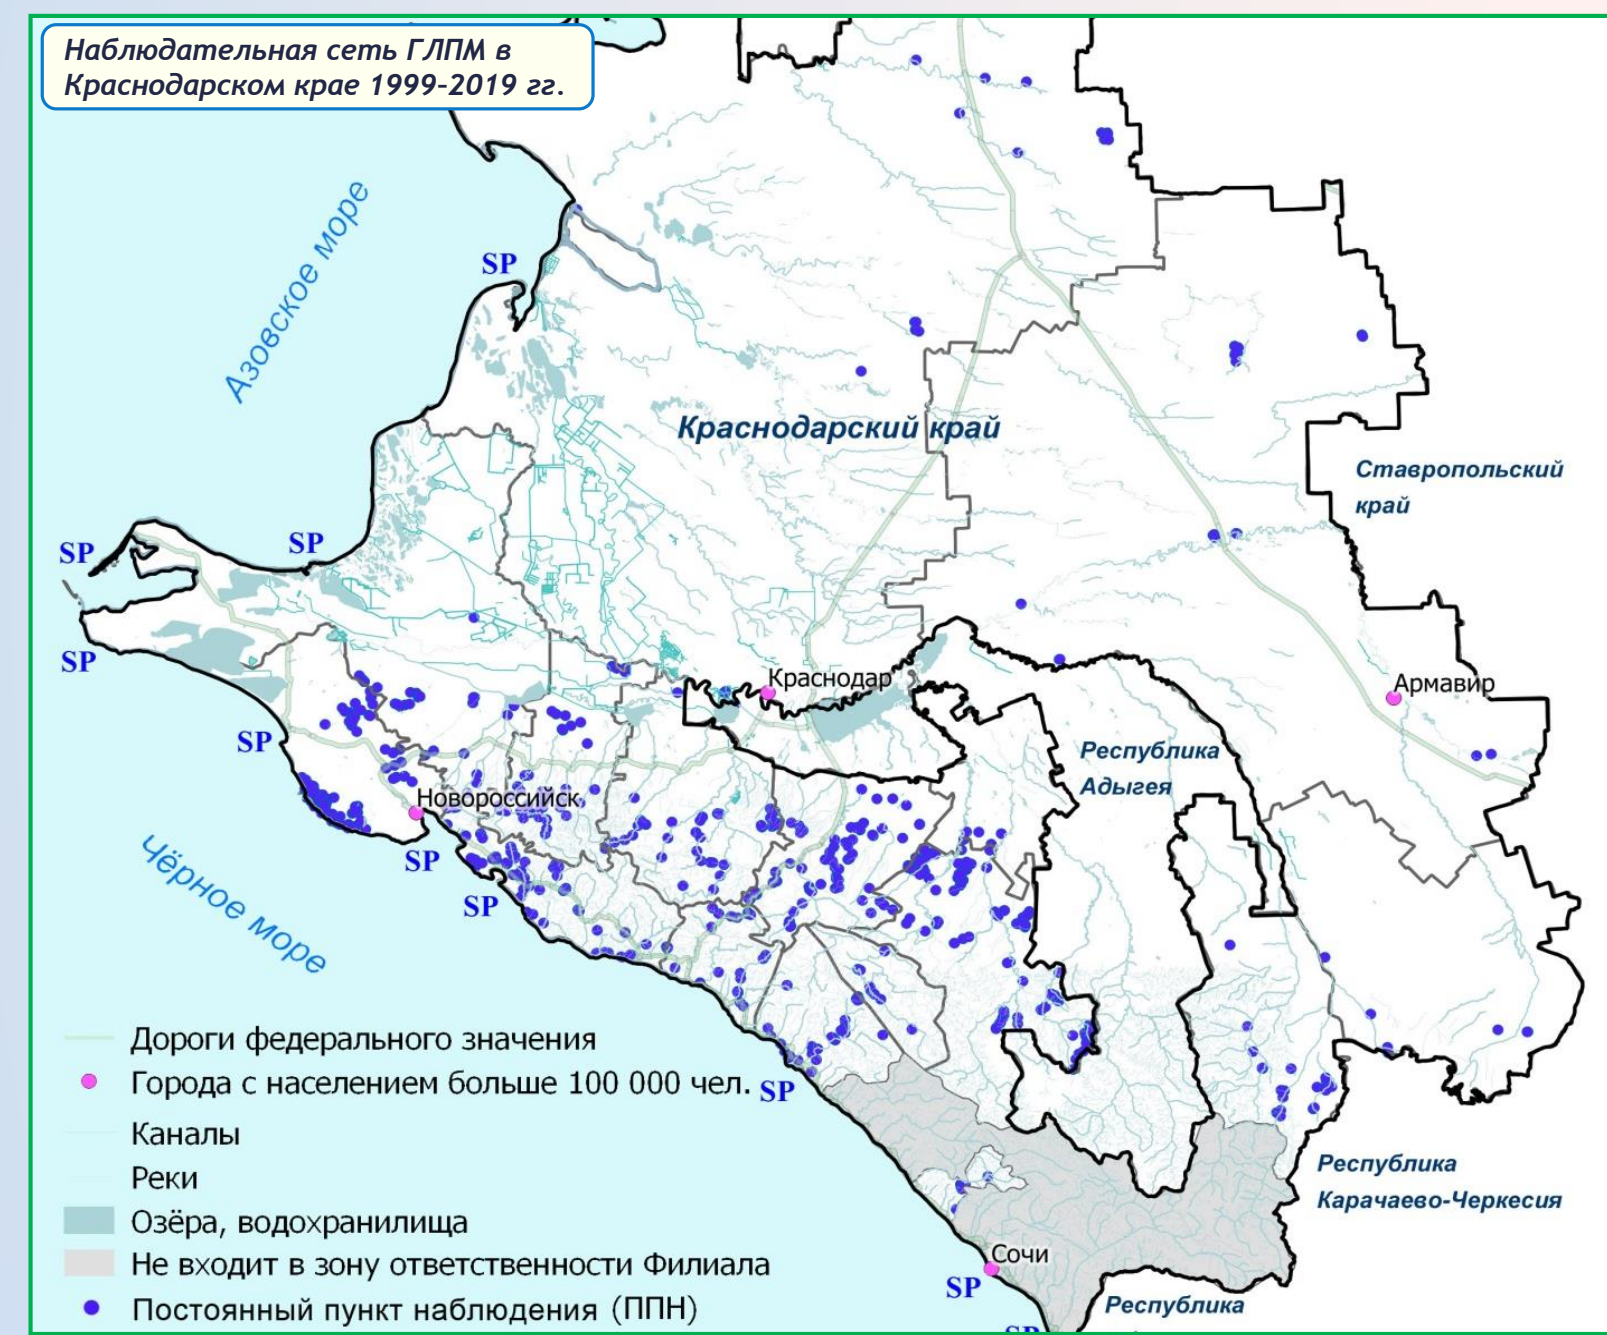 Наблюдательная сеть ГЛПМ в
Краснодарском крае 1999–2019 гг.
SP
Азовское море
Краснодарский край
Ставропольский
край
SP
SP
SP
Краснодар
Армавир
SP
Республика
Адыгея
Новороссийск
SP
Чёрное море
SP
Дороги федерального значения
Города с населением больше 100 000 чел.
SP
Каналы
Реки
Республика
Карачаево-Черкесия
Озёра, водохранилища
Не входит в зону ответственности Филиала
Сочи
SP
Постоянный пункт наблюдения (ППН)
Республика
SP